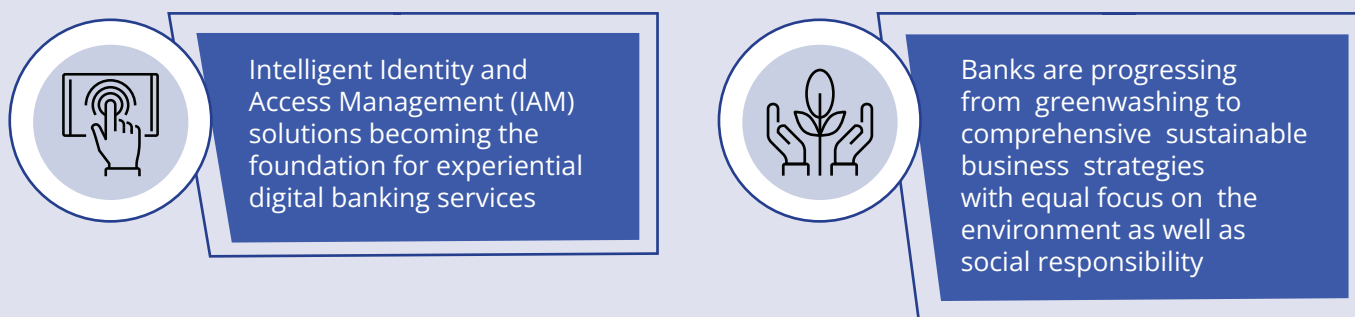 Intelligent Identity and
Access Management (IAM)
solutions becoming the
foundation for experiential
digital banking services
Banks are progressing
from greenwashing to
comprehensive sustainable
business strategies
with equal focus on the
environment as well as
social responsibility